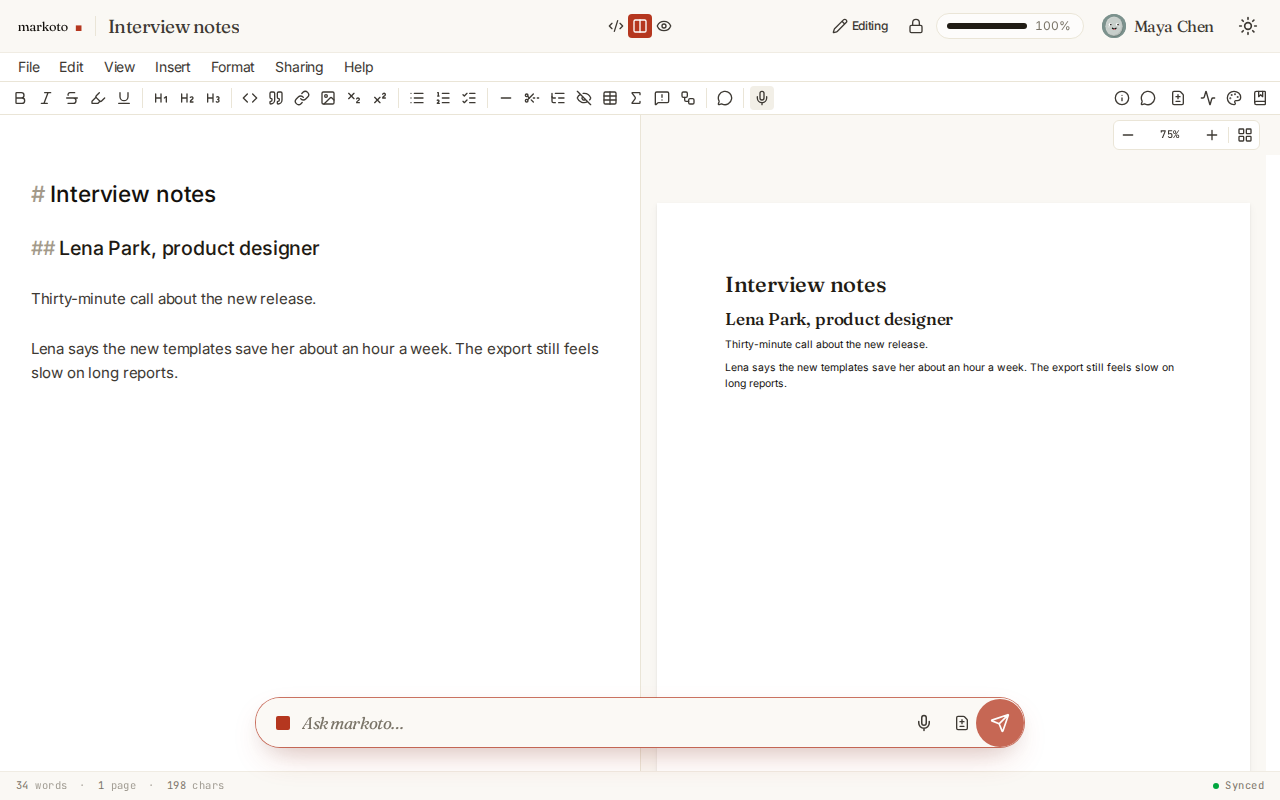 markoto
Interview notes
Editing
100%
Maya Chen
File Edit View Insert Format Sharing Help
H1 H2 H3
75%
# Interview notes
## Lena Park, product designer
Thirty-minute call about the new release.
Lena says the new templates save her about an hour a week. The export still feels
slow on long reports.
Interview notes
Lena Park, product designer
Thirty-minute call about the new release.
Lena says the new templates save her about an hour a week. The export still feels slow on
long reports.
Ask markoto...
34 words · 1 page · 198 chars
Synced